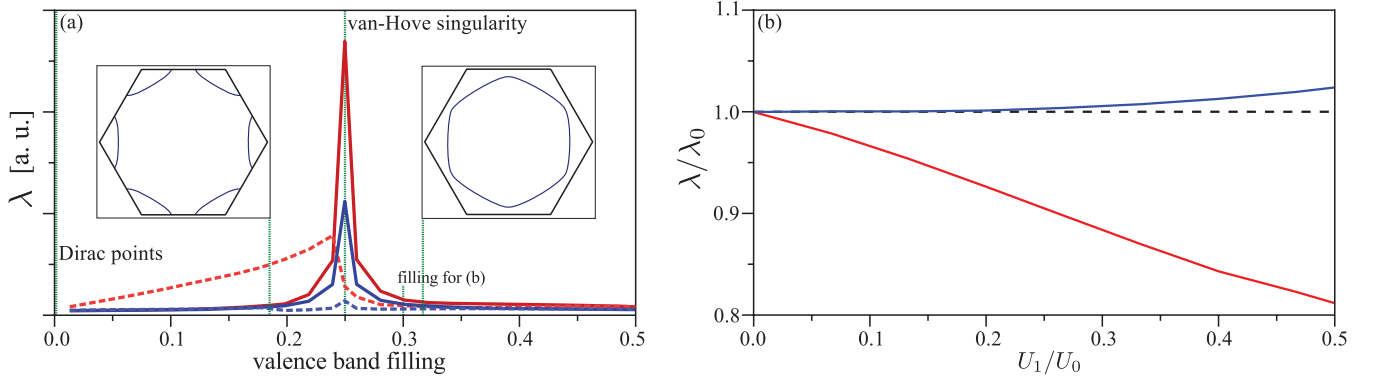 (a)
van-Hove singularity
λ [a. u.]
Dirac points
filling for (b)
0.0 0.1 0.2 0.3 0.4 0.5
valence band filling
(b)
1.1
1.0
0.9
0.8
λ/λ₀
0.0 0.1 0.2 0.3 0.4 0.5
U₁/U₀